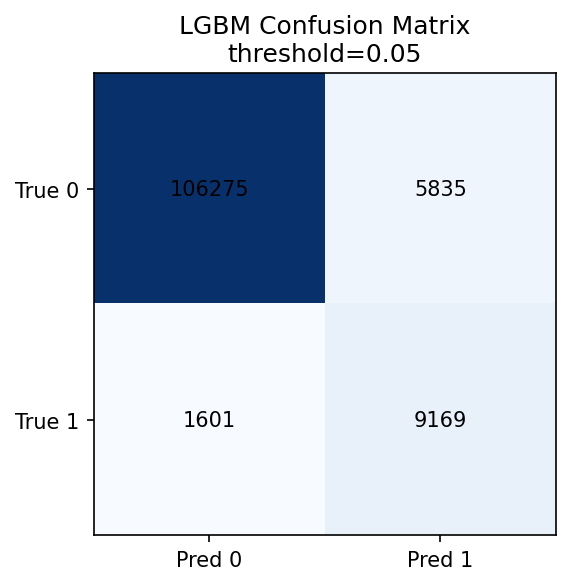 LGBM Confusion Matrix
threshold=0.05
True 0
106275
5835
True 1
1601
9169
Pred 0
Pred 1